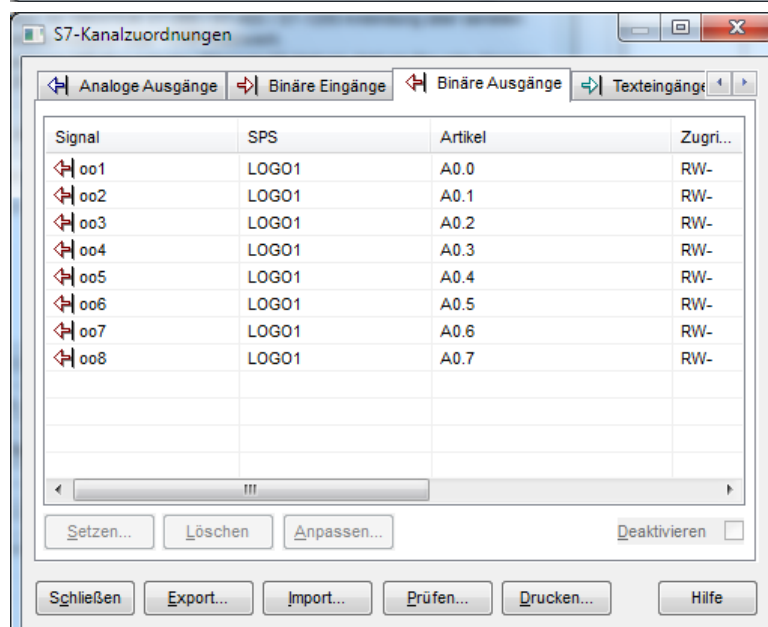 S7-Kanalzuordnungen
Analoge Ausgänge Binäre Eingänge Binäre Ausgänge Texteingänge
Signal SPS Artikel Zugri...
oo1 LOGO1 A0.0 RW-
oo2 LOGO1 A0.1 RW-
oo3 LOGO1 A0.2 RW-
oo4 LOGO1 A0.3 RW-
oo5 LOGO1 A0.4 RW-
oo6 LOGO1 A0.5 RW-
oo7 LOGO1 A0.6 RW-
oo8 LOGO1 A0.7 RW-
Setzen... Löschen Anpassen... Deaktivieren
Schließen Export... Import... Prüfen... Drucken... Hilfe